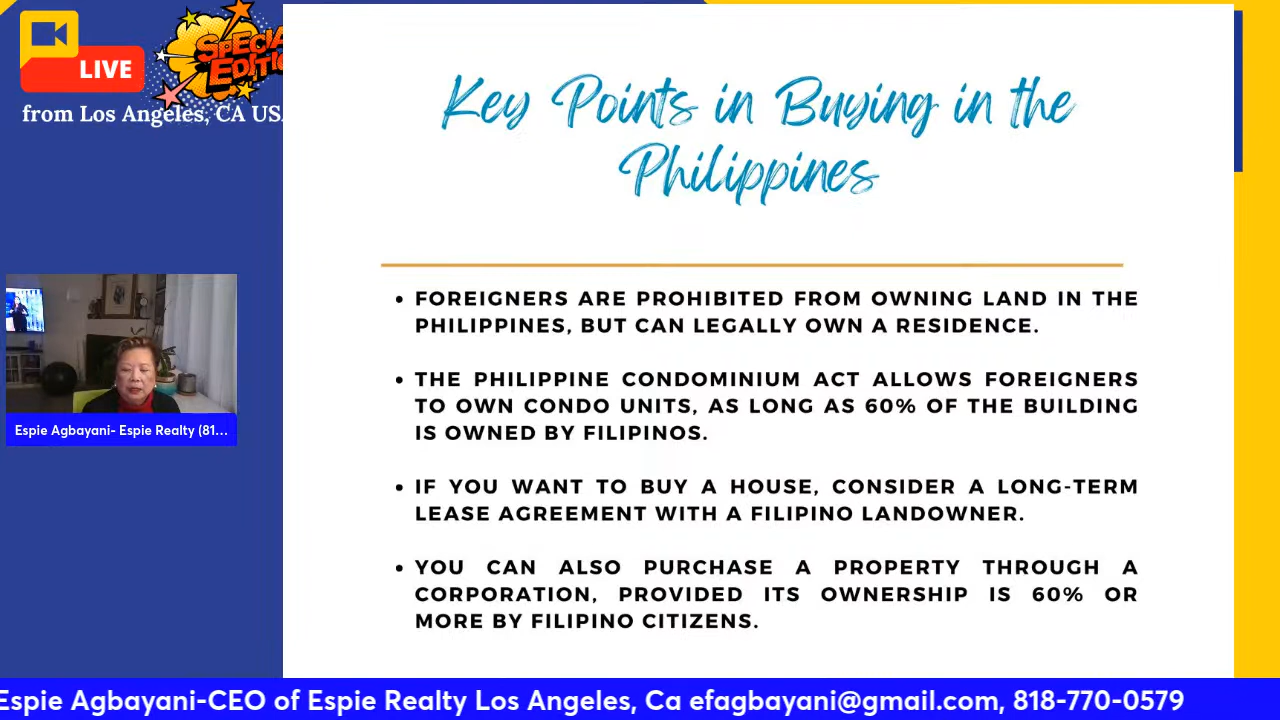 LIVE
SPECIAL
EDITION
from Los Angeles, CA USA
Key Points in Buying in the
Philippines
• FOREIGNERS ARE PROHIBITED FROM OWNING LAND IN THE
PHILIPPINES, BUT CAN LEGALLY OWN A RESIDENCE.
• THE PHILIPPINE CONDOMINIUM ACT ALLOWS FOREIGNERS
TO OWN CONDO UNITS, AS LONG AS 60% OF THE BUILDING
IS OWNED BY FILIPINOS.
• IF YOU WANT TO BUY A HOUSE, CONSIDER A LONG-TERM
LEASE AGREEMENT WITH A FILIPINO LANDOWNER.
• YOU CAN ALSO PURCHASE A PROPERTY THROUGH A
CORPORATION, PROVIDED ITS OWNERSHIP IS 60% OR
MORE BY FILIPINO CITIZENS.
Espie Agbayani- Espie Realty (81...
Espie Agbayani-CEO of Espie Realty Los Angeles, Ca efagbayani@gmail.com, 818-770-0579